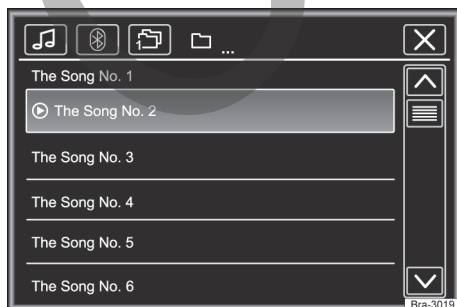 1
...
The Song No. 1
The Song No. 2
The Song No. 3
The Song No. 4
The Song No. 5
The Song No. 6
Bra-3019